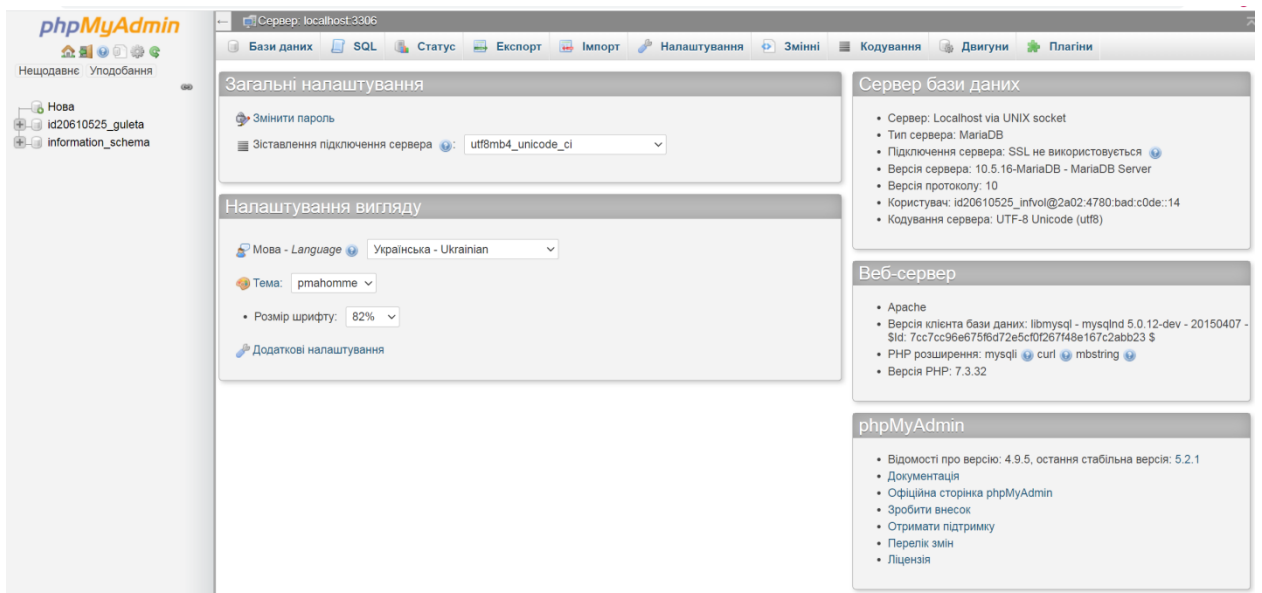 phpMyAdmin
Нещодавнє Уподобання
Нова
id20610525_guleta
information_schema
Сервер: localhost:3306
Бази даних SQL Статус Експорт Імпорт Налаштування Змінні Кодування Двигуни Плагіни
Загальні налаштування
Змінити пароль
Зіставлення підключення сервера : utf8mb4_unicode_ci
Налаштування вигляду
Мова - Language Українська - Ukrainian
Тема: pmahomme
• Розмір шрифту: 82%
Додаткові налаштування
Сервер бази даних
• Сервер: Localhost via UNIX socket
• Тип сервера: MariaDB
• Підключення сервера: SSL не використовується
• Версія сервера: 10.5.16-MariaDB - MariaDB Server
• Версія протоколу: 10
• Користувач: id20610525_infvol@2a02:4780:bad:c0de::14
• Кодування сервера: UTF-8 Unicode (utf8)
Веб-сервер
• Apache
• Версія клієнта бази даних: libmysql - mysqlnd 5.0.12-dev - 20150407 -
$Id: 7cc7cc96e675f6d72e5cf0f267f48e167c2abb23 $
• PHP розширення: mysqli curl mbstring
• Версія PHP: 7.3.32
phpMyAdmin
• Відомості про версію: 4.9.5, остання стабільна версія: 5.2.1
• Документація
• Офіційна сторінка phpMyAdmin
• Зробити внесок
• Отримати підтримку
• Перелік змін
• Ліцензія